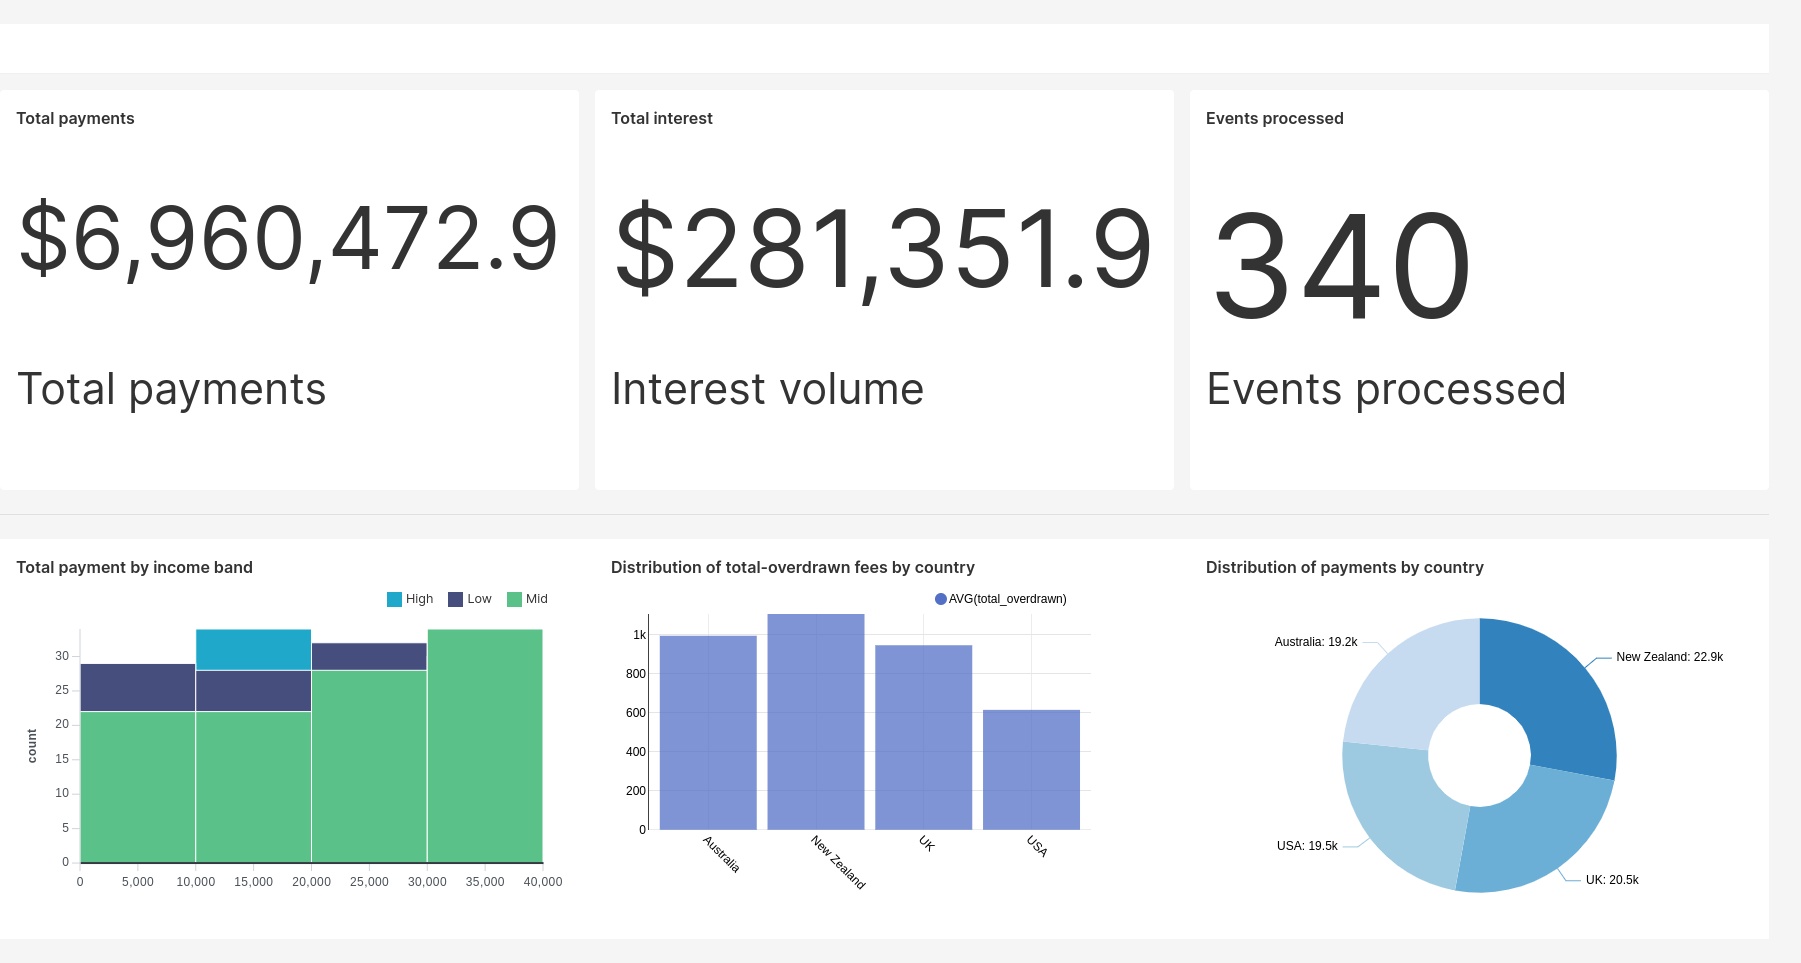 Total payments
$6,960,472.9
Total payments
Total interest
$281,351.9
Interest volume
Events processed
340
Events processed
Total payment by income band
High Low Mid
count
30
25
20
15
10
5
0
0 5,000 10,000 15,000 20,000 25,000 30,000 35,000 40,000
Distribution of total-overdrawn fees by country
AVG(total_overdrawn)
1k
800
600
400
200
0
Australia
New Zealand
UK
USA
Distribution of payments by country
Australia: 19.2k
New Zealand: 22.9k
USA: 19.5k
UK: 20.5k